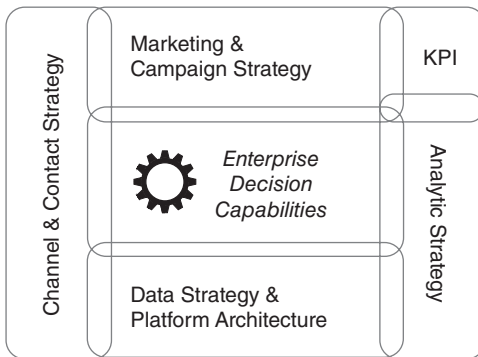 Channel & Contact Strategy
Marketing &
Campaign Strategy
KPI
Enterprise
Decision
Capabilities
Analytic Strategy
Data Strategy &
Platform Architecture